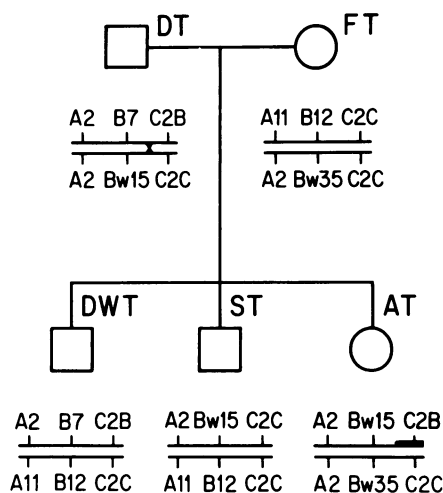 DT FT
A2 B7 C2B A11 B12 C2C
A2 Bw15 C2C A2 Bw35 C2C
DWT ST AT
A2 B7 C2B A2 Bw15 C2C A2 Bw15 C2B
A11 B12 C2C A11 B12 C2C A2 Bw35 C2C